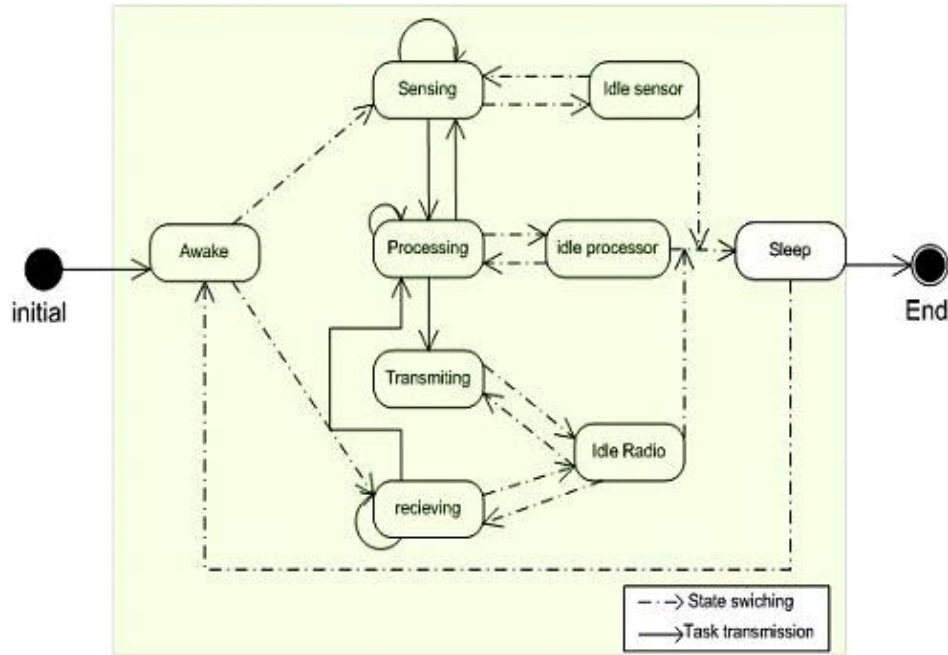 Sensing
Idle sensor
Awake
Processing
idle processor
Sleep
initial
End
Transmiting
Idle Radio
recieving
State swiching
Task transmission